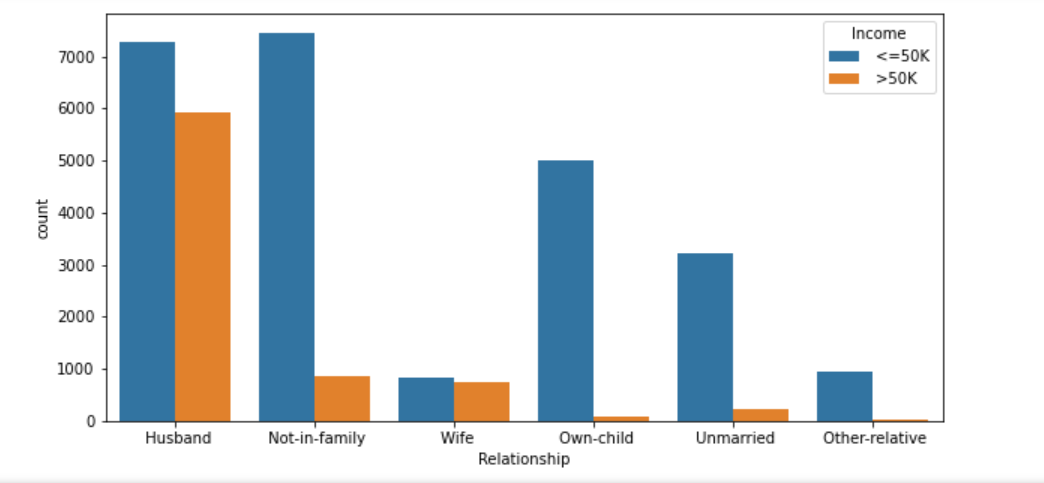 Income
<=50K
>50K
7000
6000
5000
4000
3000
2000
1000
0
count
Husband Not-in-family Wife Own-child Unmarried Other-relative
Relationship